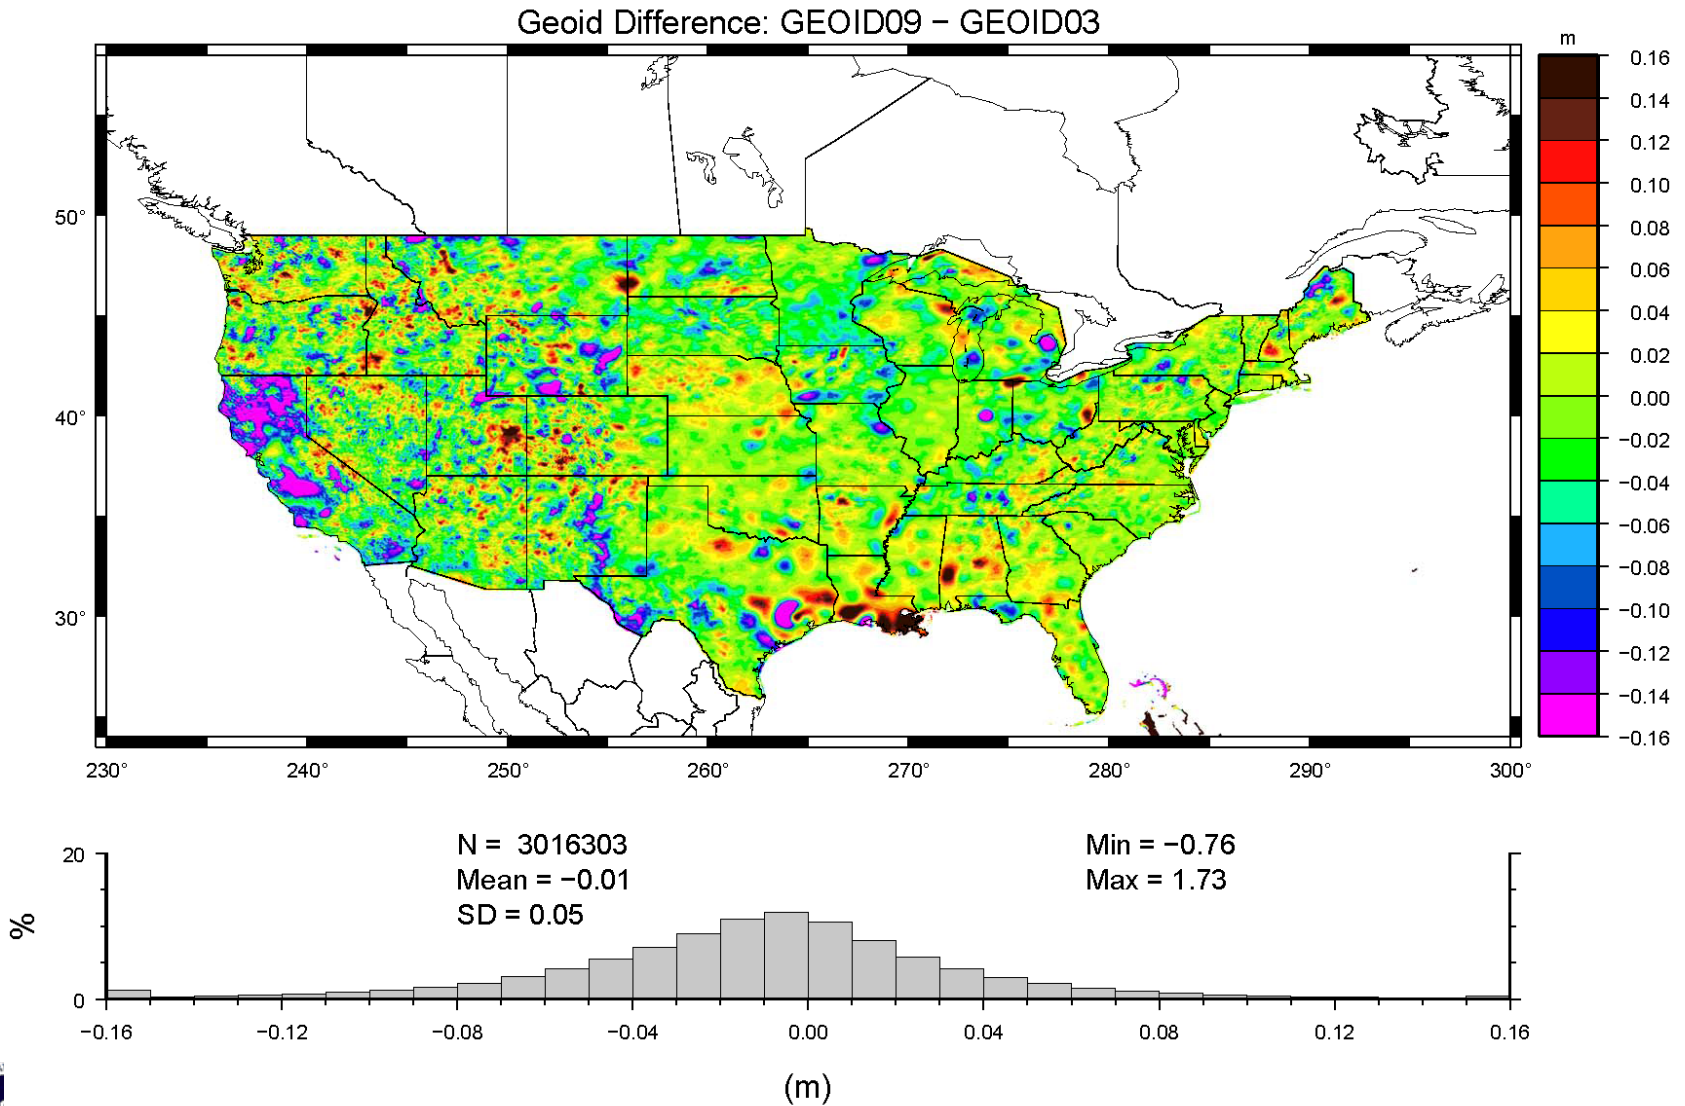 Geoid Difference: GEOID09 − GEOID03
m
0.16
0.14
0.12
0.10
0.08
0.06
0.04
0.02
0.00
−0.02
−0.04
−0.06
−0.08
−0.10
−0.12
−0.14
−0.16
50°
40°
30°
230° 240° 250° 260° 270° 280° 290° 300°
N = 3016303
Mean = −0.01
SD = 0.05
Min = −0.76
Max = 1.73
20
%
0
−0.16 −0.12 −0.08 −0.04 0.00 0.04 0.08 0.12 0.16
(m)